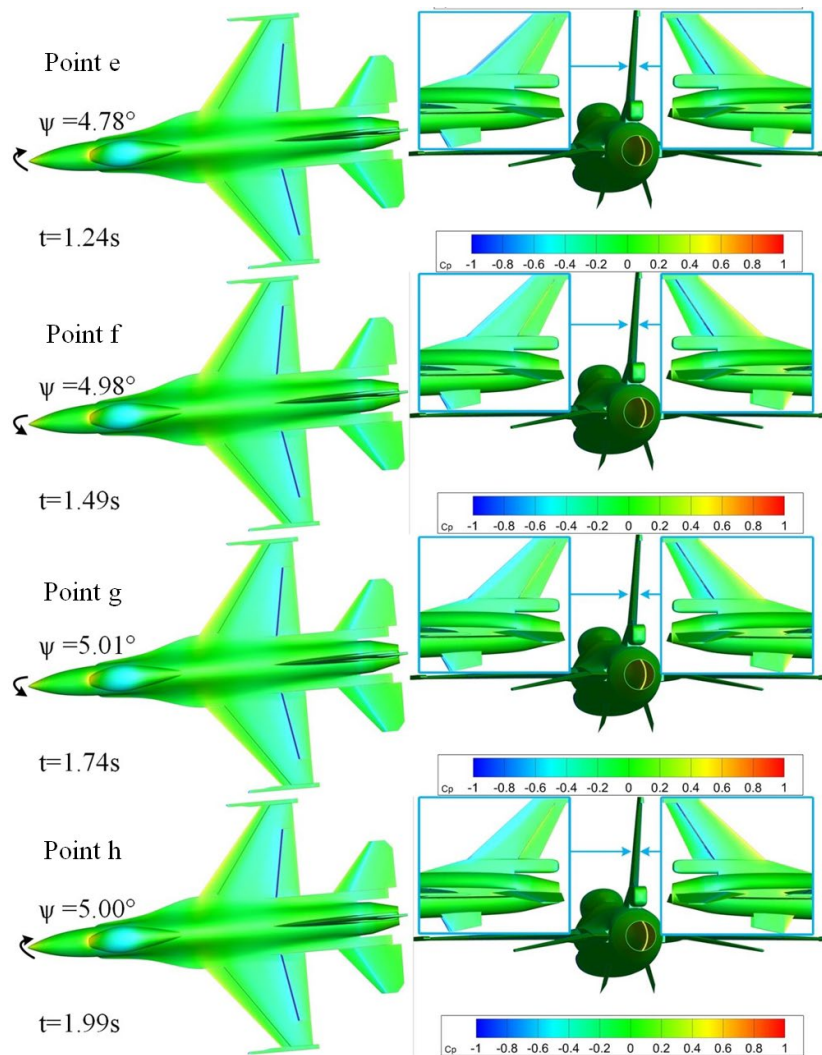 Point e
ψ =4.78°
t=1.24s
Cp -1 -0.8 -0.6 -0.4 -0.2 0 0.2 0.4 0.6 0.8 1
Point f
ψ =4.98°
t=1.49s
Cp -1 -0.8 -0.6 -0.4 -0.2 0 0.2 0.4 0.6 0.8 1
Point g
ψ =5.01°
t=1.74s
Cp -1 -0.8 -0.6 -0.4 -0.2 0 0.2 0.4 0.6 0.8 1
Point h
ψ =5.00°
t=1.99s
Cp -1 -0.8 -0.6 -0.4 -0.2 0 0.2 0.4 0.6 0.8 1